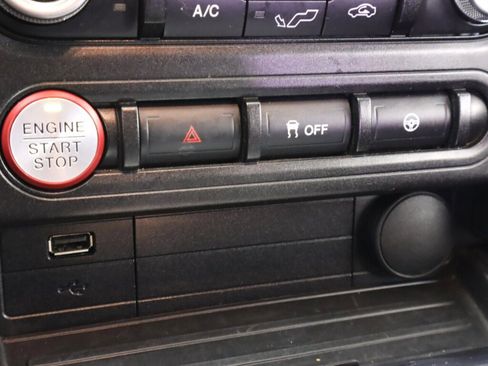 A/C
ENGINE
START
STOP
OFF